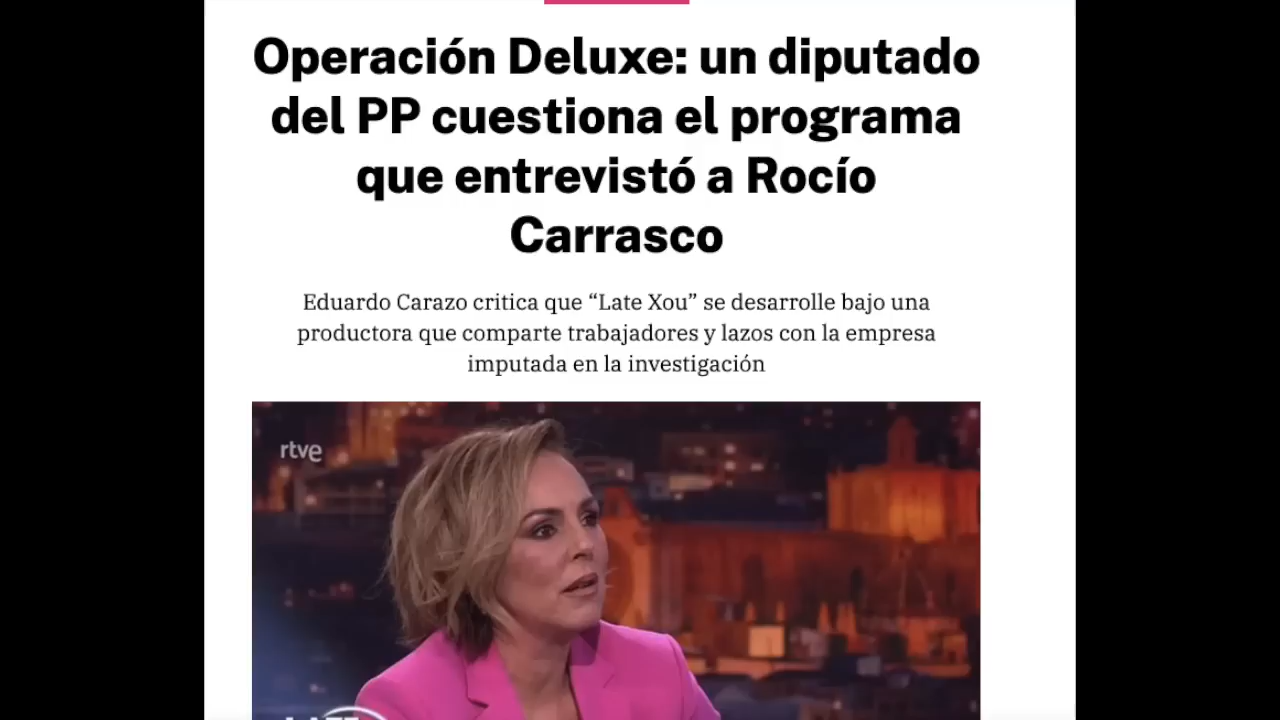 Operación Deluxe: un diputado
del PP cuestiona el programa
que entrevistó a Rocío
Carrasco
Eduardo Carazo critica que “Late Xou” se desarrolle bajo una
productora que comparte trabajadores y lazos con la empresa
imputada en la investigación
rtve